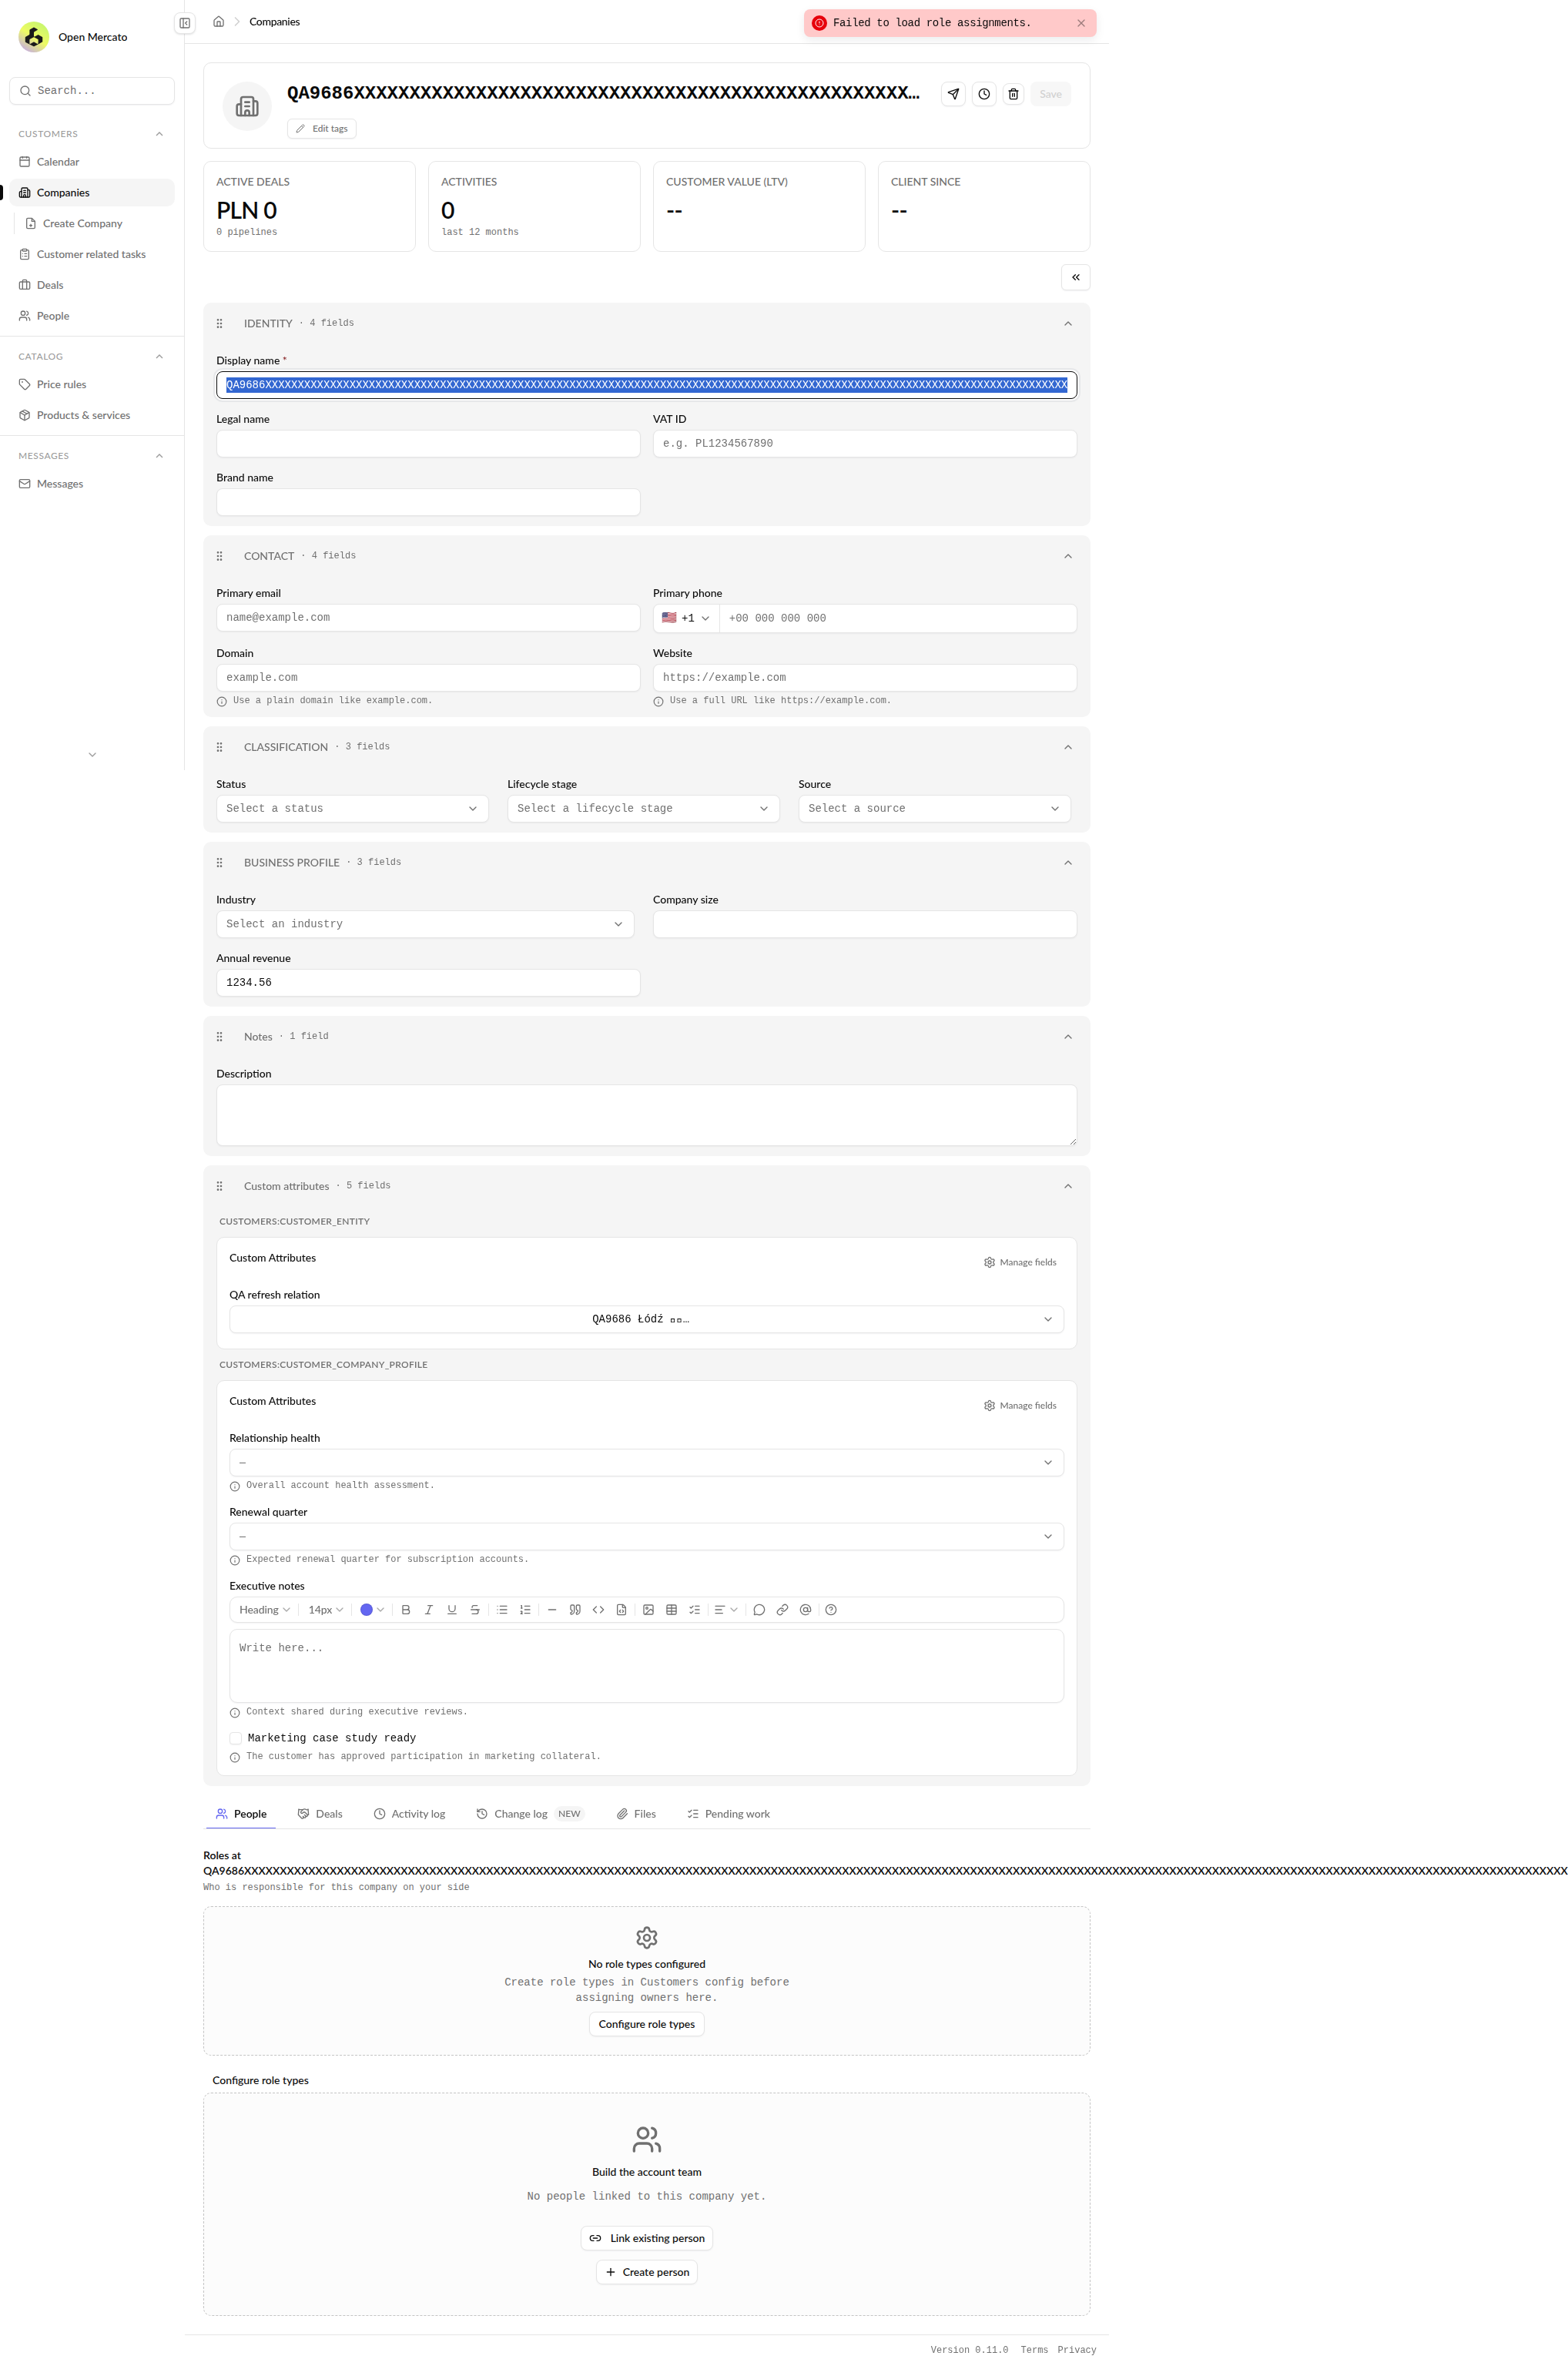 Open Mercato
Companies
Failed to load role assignments.
Search...
CUSTOMERS
Calendar
Companies
Create Company
Customer related tasks
Deals
People
CATALOG
Price rules
Products & services
MESSAGES
Messages
Save
Edit tags
ACTIVE DEALS
PLN 0
0 pipelines
ACTIVITIES
0
last 12 months
CUSTOMER VALUE (LTV)
--
CLIENT SINCE
--
IDENTITY · 4 fields
Display name *
Legal name
VAT ID
e.g. PL1234567890
Brand name
CONTACT · 4 fields
Primary email
Primary phone
name@example.com
+1
+00 000 000 000
Domain
Website
example.com
https://example.com
Use a plain domain like example.com.
Use a full URL like https://example.com.
CLASSIFICATION · 3 fields
Status
Lifecycle stage
Source
Select a status
Select a lifecycle stage
Select a source
BUSINESS PROFILE · 3 fields
Industry
Company size
Select an industry
Annual revenue
1234.56
Notes · 1 field
Description
Custom attributes · 5 fields
CUSTOMERS:CUSTOMER_ENTITY
Custom Attributes
Manage fields
QA refresh relation
QA9686 Łódź
CUSTOMERS:CUSTOMER_COMPANY_PROFILE
Custom Attributes
Manage fields
Relationship health
—
Overall account health assessment.
Renewal quarter
—
Expected renewal quarter for subscription accounts.
Executive notes
Heading
14px
Write here...
Context shared during executive reviews.
Marketing case study ready
The customer has approved participation in marketing collateral.
People
Deals
Activity log
Change log NEW
Files
Pending work
Roles at
Who is responsible for this company on your side
No role types configured
Create role types in Customers config before
assigning owners here.
Configure role types
Configure role types
Build the account team
No people linked to this company yet.
Link existing person
Create person
Version 0.11.0
Terms
Privacy